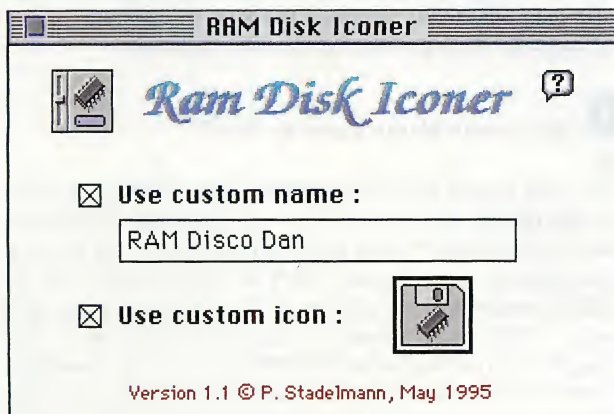 RAM Disk Iconer
Ram Disk Iconer
?
Use custom name :
RAM Disco Dan
Use custom icon :
Version 1.1 © P. Stadelmann, May 1995